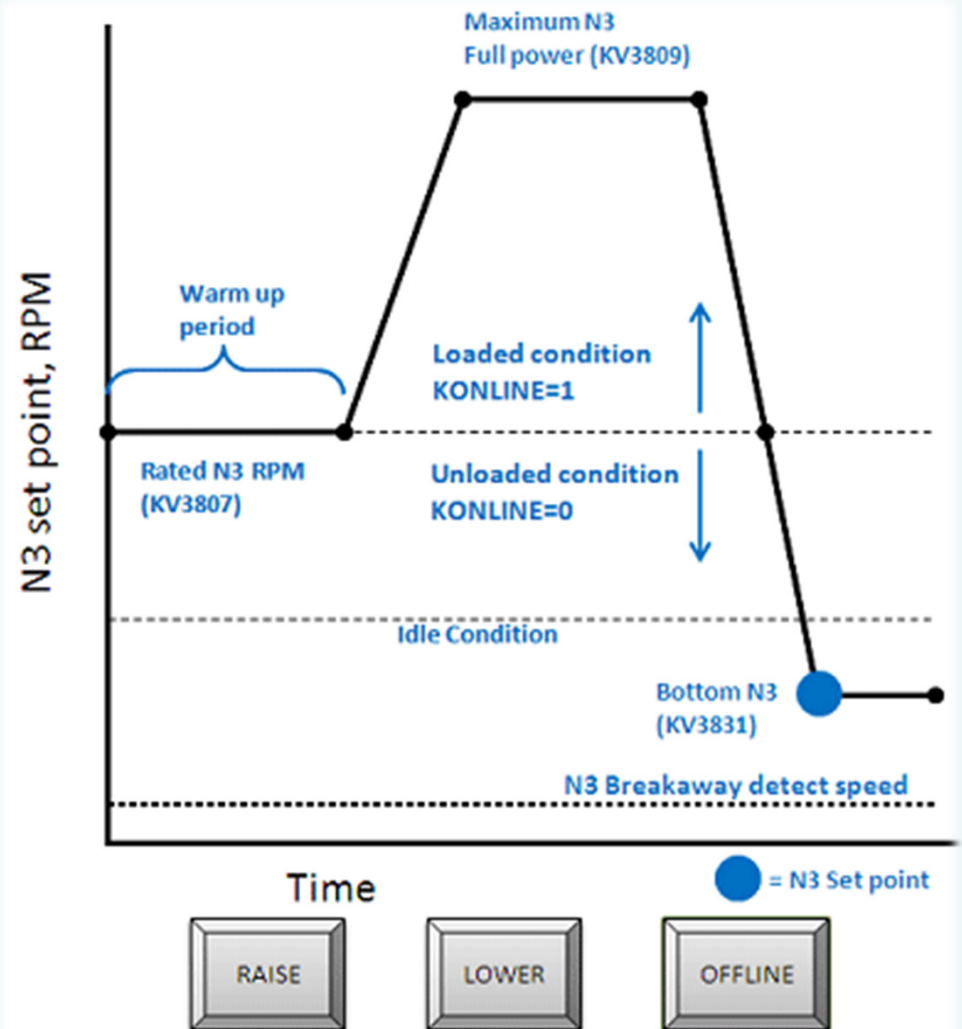 Maximum N3
Full power (KV3809)
N3 set point, RPM
Warm up
period
Loaded condition
KONLINE=1
Rated N3 RPM
(KV3807)
Unloaded condition
KONLINE=0
Idle Condition
Bottom N3
(KV3831)
N3 Breakaway detect speed
Time
= N3 Set point
RAISE
LOWER
OFFLINE